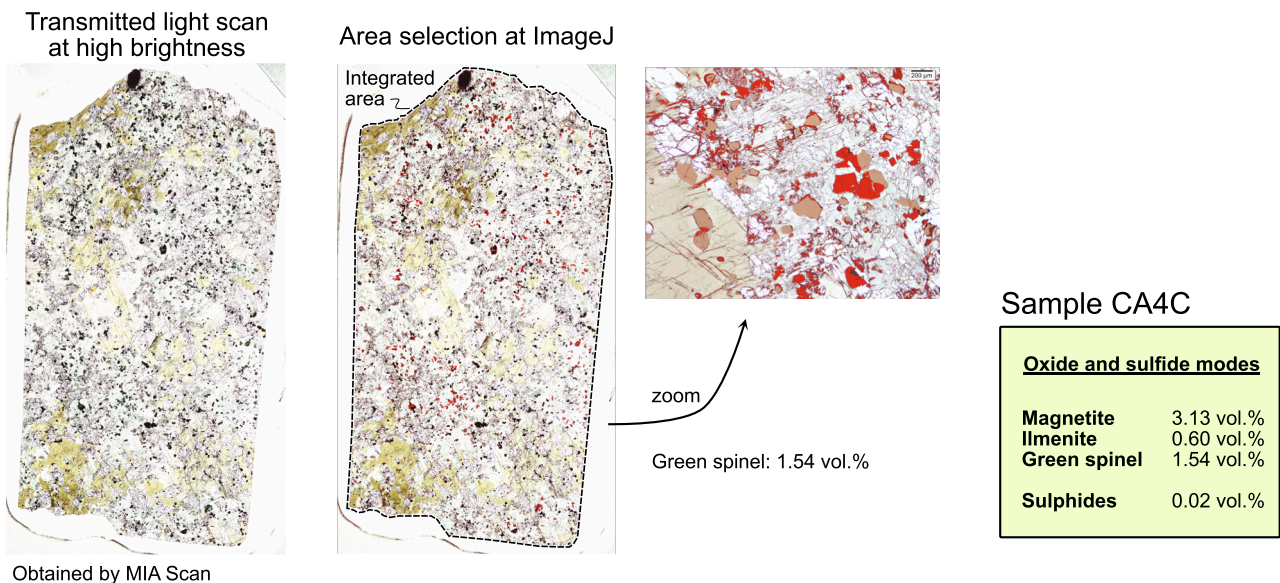 Transmitted light scan
at high brightness
Area selection at ImageJ
Integrated
area
200 µm
zoom
Green spinel: 1.54 vol.%
Obtained by MIA Scan
Sample CA4C
Oxide and sulfide modes
Magnetite 3.13 vol.%
Ilmenite 0.60 vol.%
Green spinel 1.54 vol.%
Sulphides 0.02 vol.%